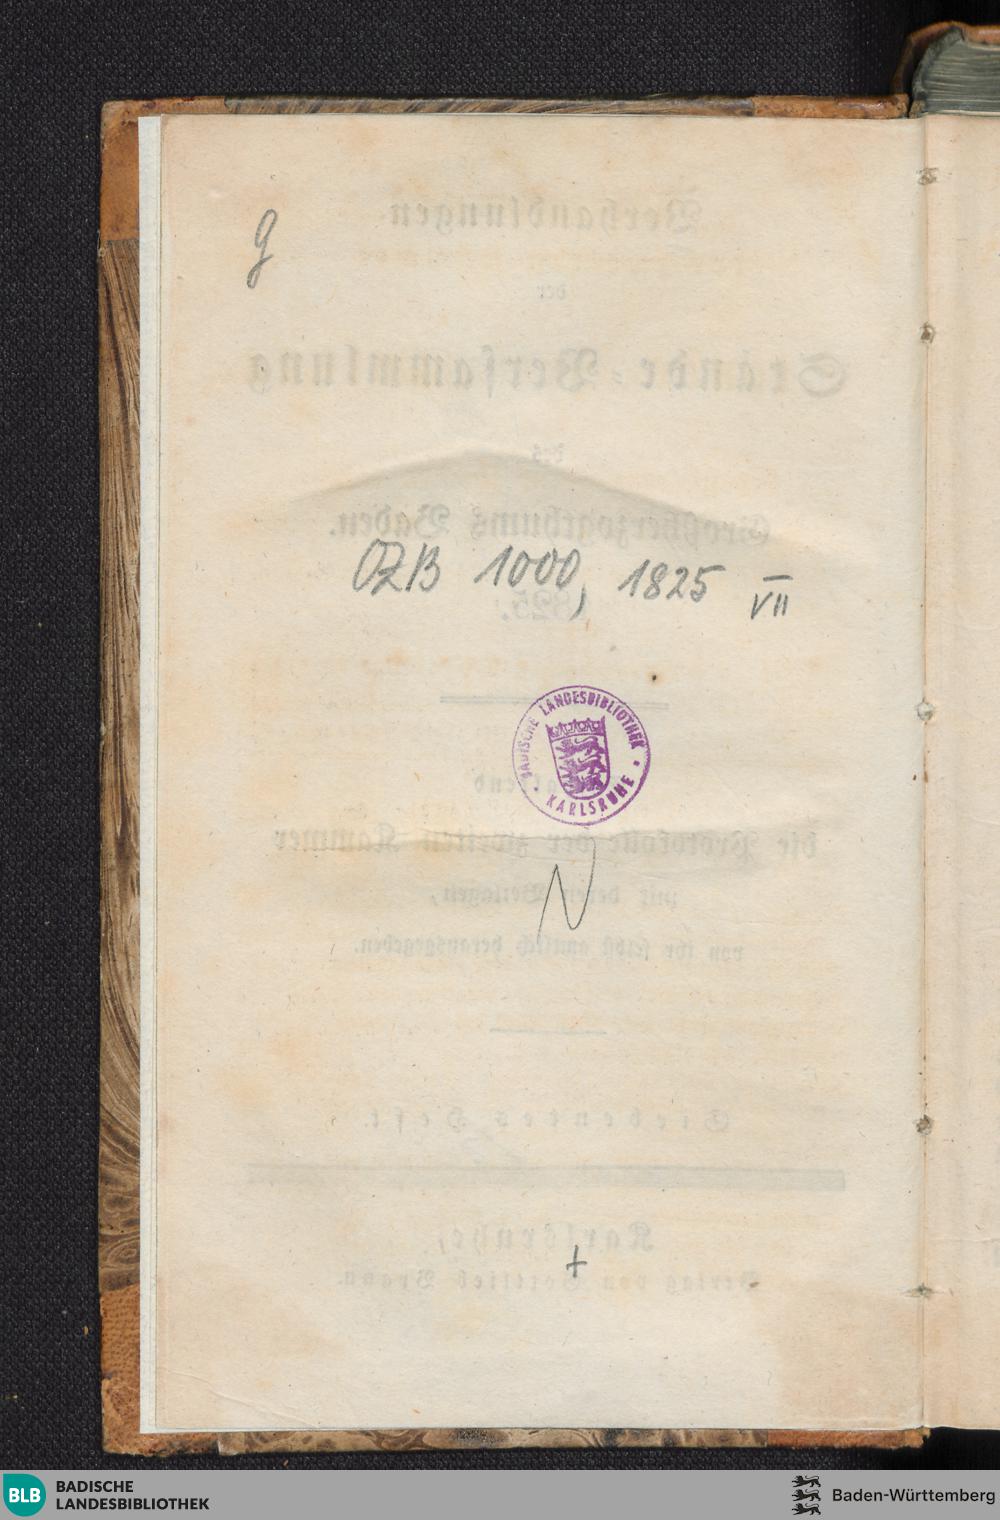 g
Verhandlungen
der
Stände-Versammlung
des
Großherzogthums Baden.
OZB 1000, 1825 VII
1825.
BADISCHE LANDESBIBLIOTHEK
KARLSRUHE
die Protokolle der zweiten Kammer
mit deren Beilagen,
N
von ihr selbst amtlich herausgegeben.
Siebentes Heft.
Karlsruhe,
Verlag von Gottlieb Braun.
BLB BADISCHE LANDESBIBLIOTHEK
Baden-Württemberg